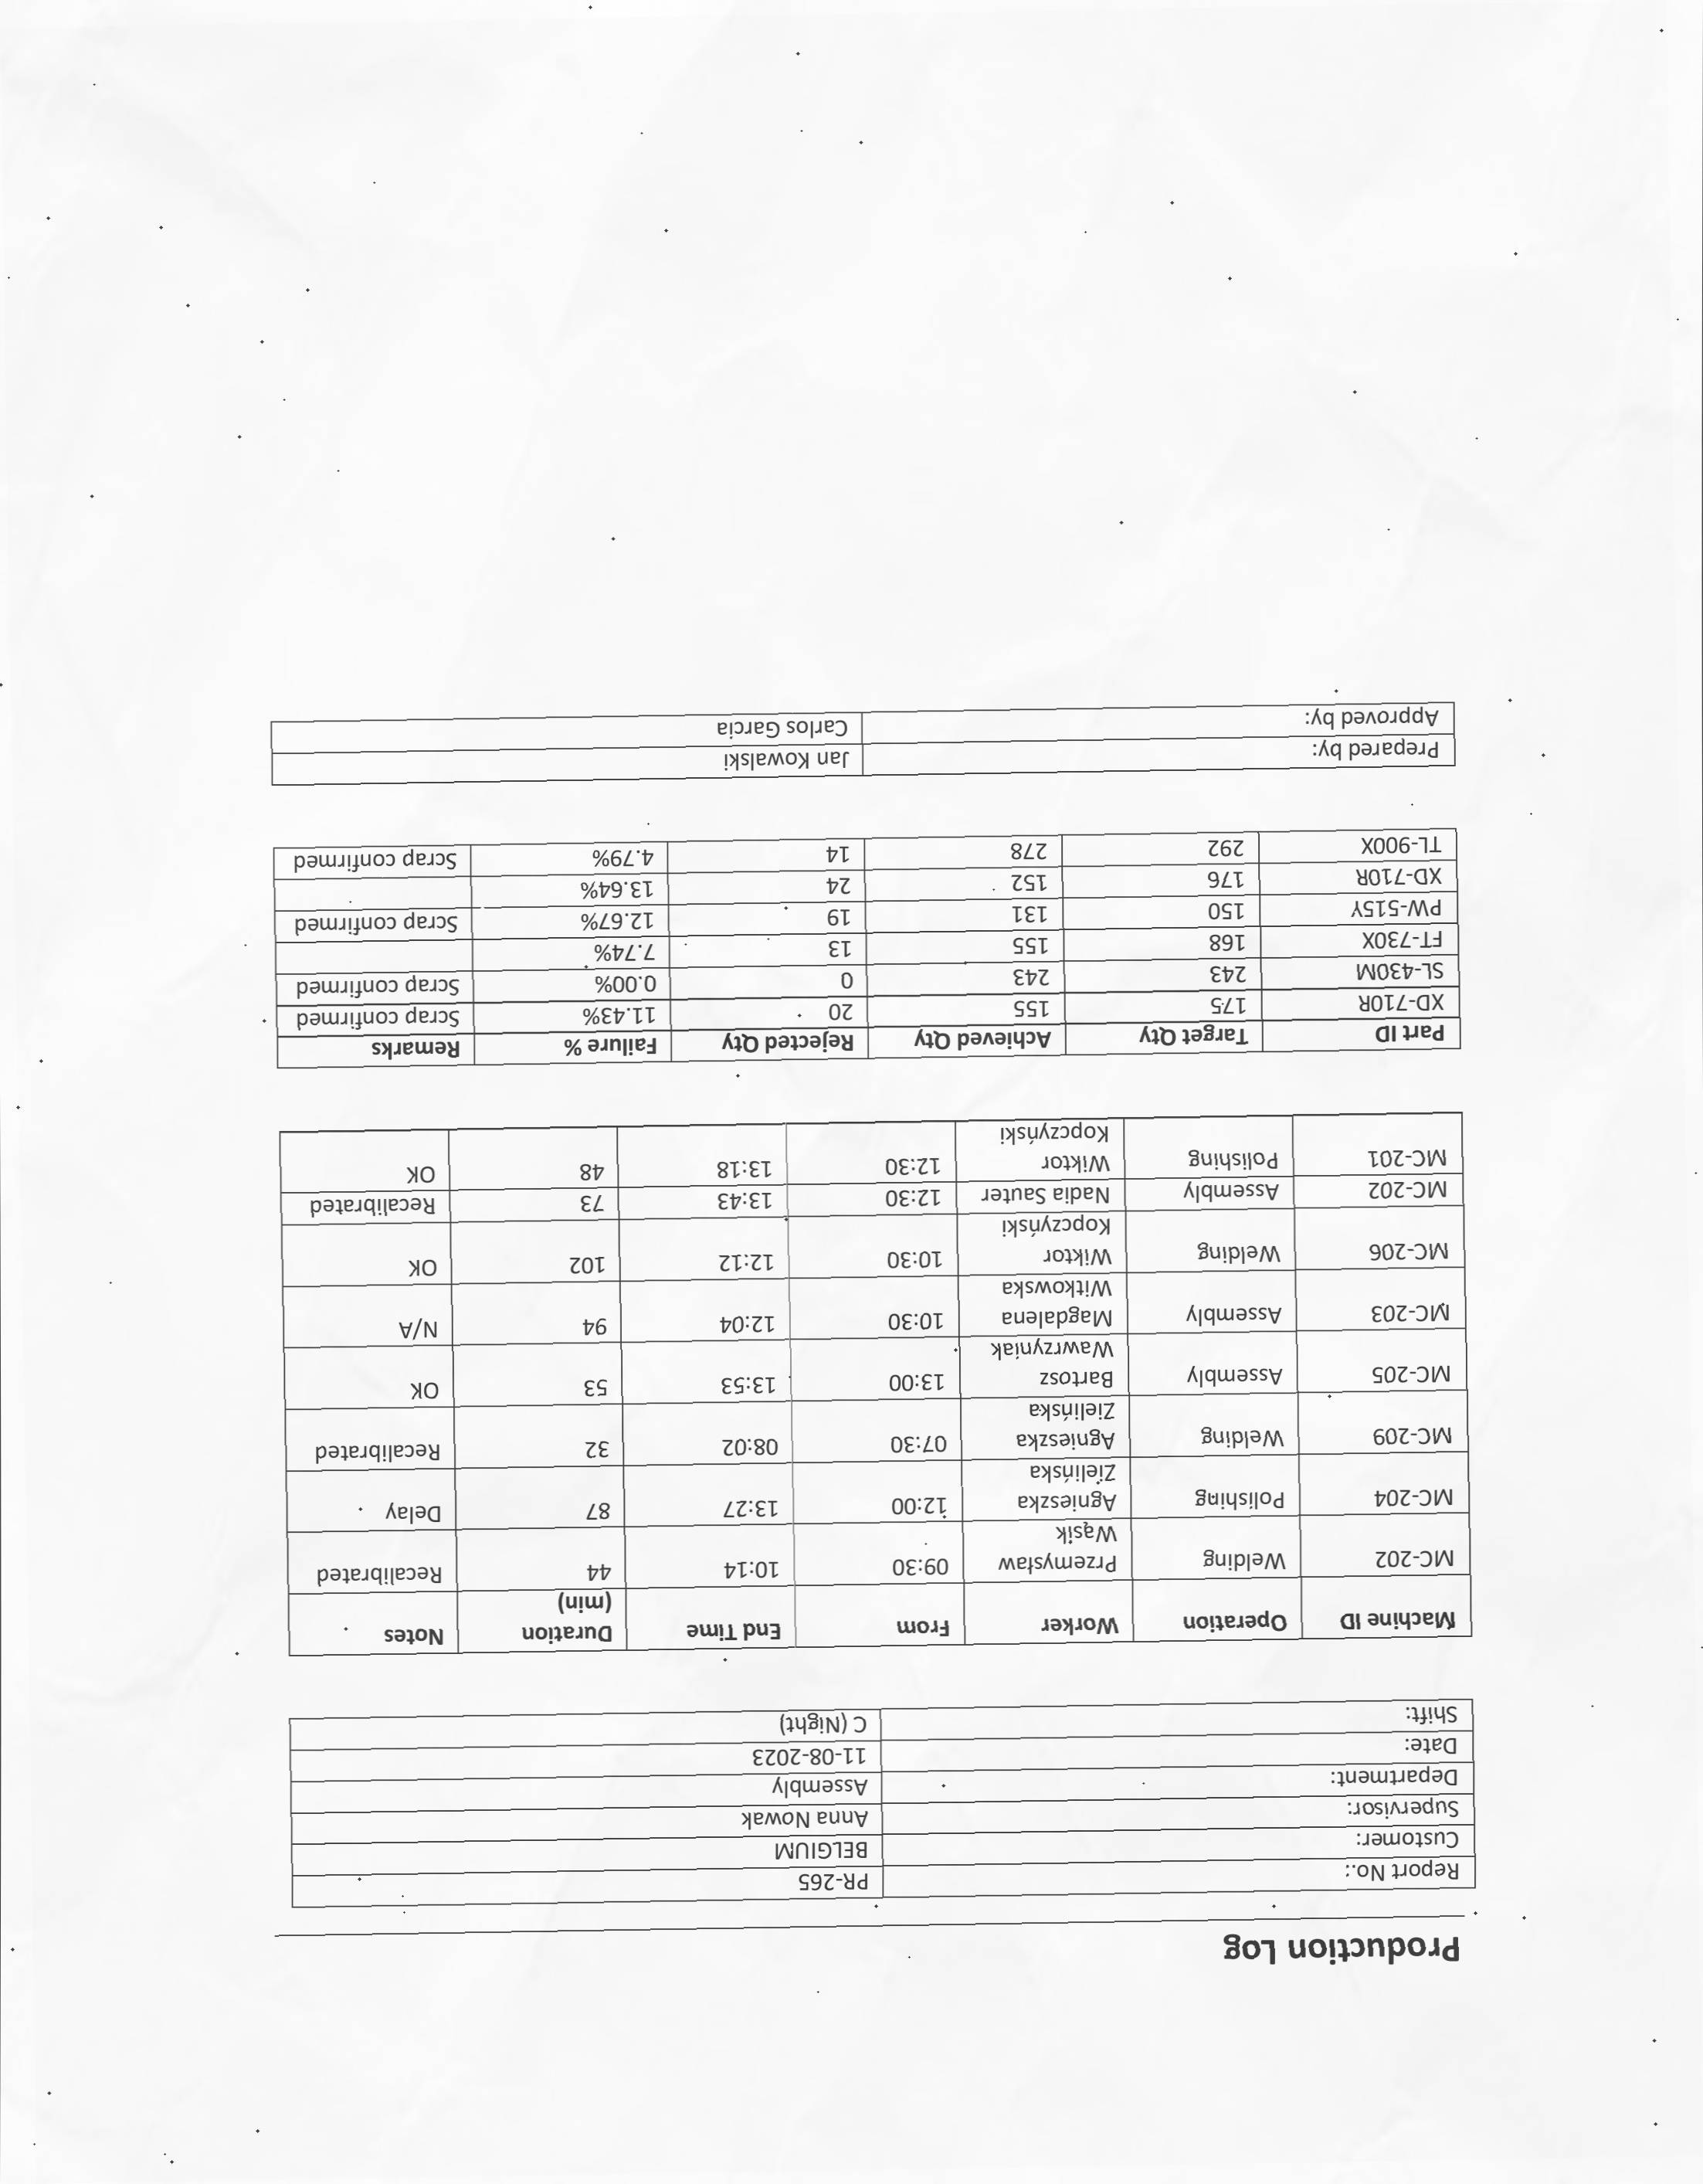 Production Log
Report No.: PR-265
Customer: BELGIUM
Supervisor: Anna Nowak
Department: Assembly
Date: 11-08-2023
Shift: C (Night)
Machine ID Operation Worker From End Time Duration (min) Notes
MC-202 Welding Przemysław Wąsik 09:30 10:14 44 Recalibrated
MC-204 Polishing Agnieszka Zielińska 12:00 13:27 87 Delay
MC-209 Welding Agnieszka Zielińska 07:30 08:02 32 Recalibrated
MC-205 Assembly Bartosz Wawrzyniak 13:00 13:53 53 OK
MC-203 Assembly Magdalena Witkowska 10:30 12:04 94 N/A
MC-206 Welding Wiktor Kopczyński 10:30 12:12 102 OK
MC-202 Assembly Nadia Sauter 12:30 13:43 73 Recalibrated
MC-201 Polishing Wiktor Kopczyński 12:30 13:18 48 OK
Part ID Target Qty Achieved Qty Rejected Qty Failure % Remarks
XD-710R 175 155 20 11.43% Scrap confirmed
SL-430M 243 243 0 0.00% Scrap confirmed
FT-730X 168 155 13 7.74%
PW-515Y 150 131 19 12.67% Scrap confirmed
XD-710R 176 152 24 13.64%
TL-900X 292 278 14 4.79% Scrap confirmed
Prepared by: Jan Kowalski
Approved by: Carlos Garcia